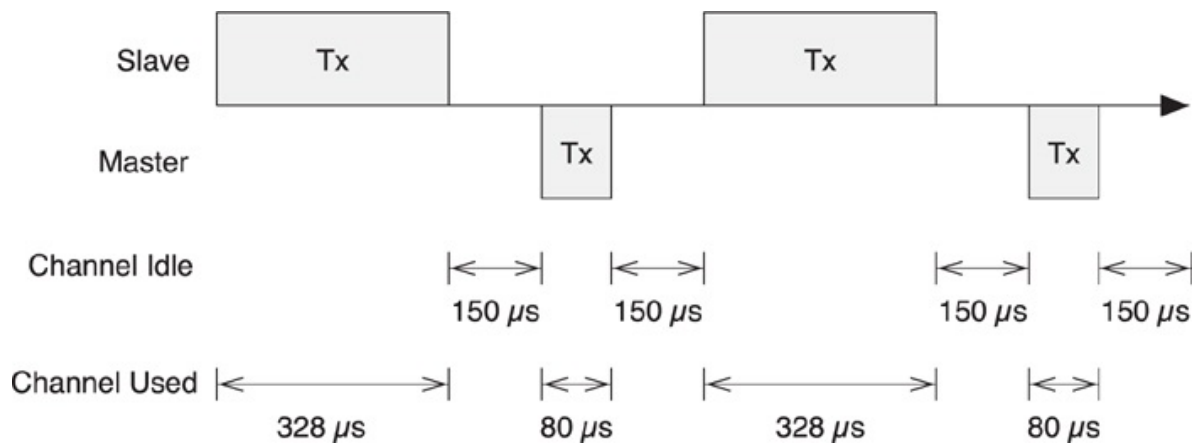 Slave Tx Tx
Master Tx Tx
Channel Idle
150 µs 150 µs 150 µs 150 µs
Channel Used
328 µs 80 µs 328 µs 80 µs